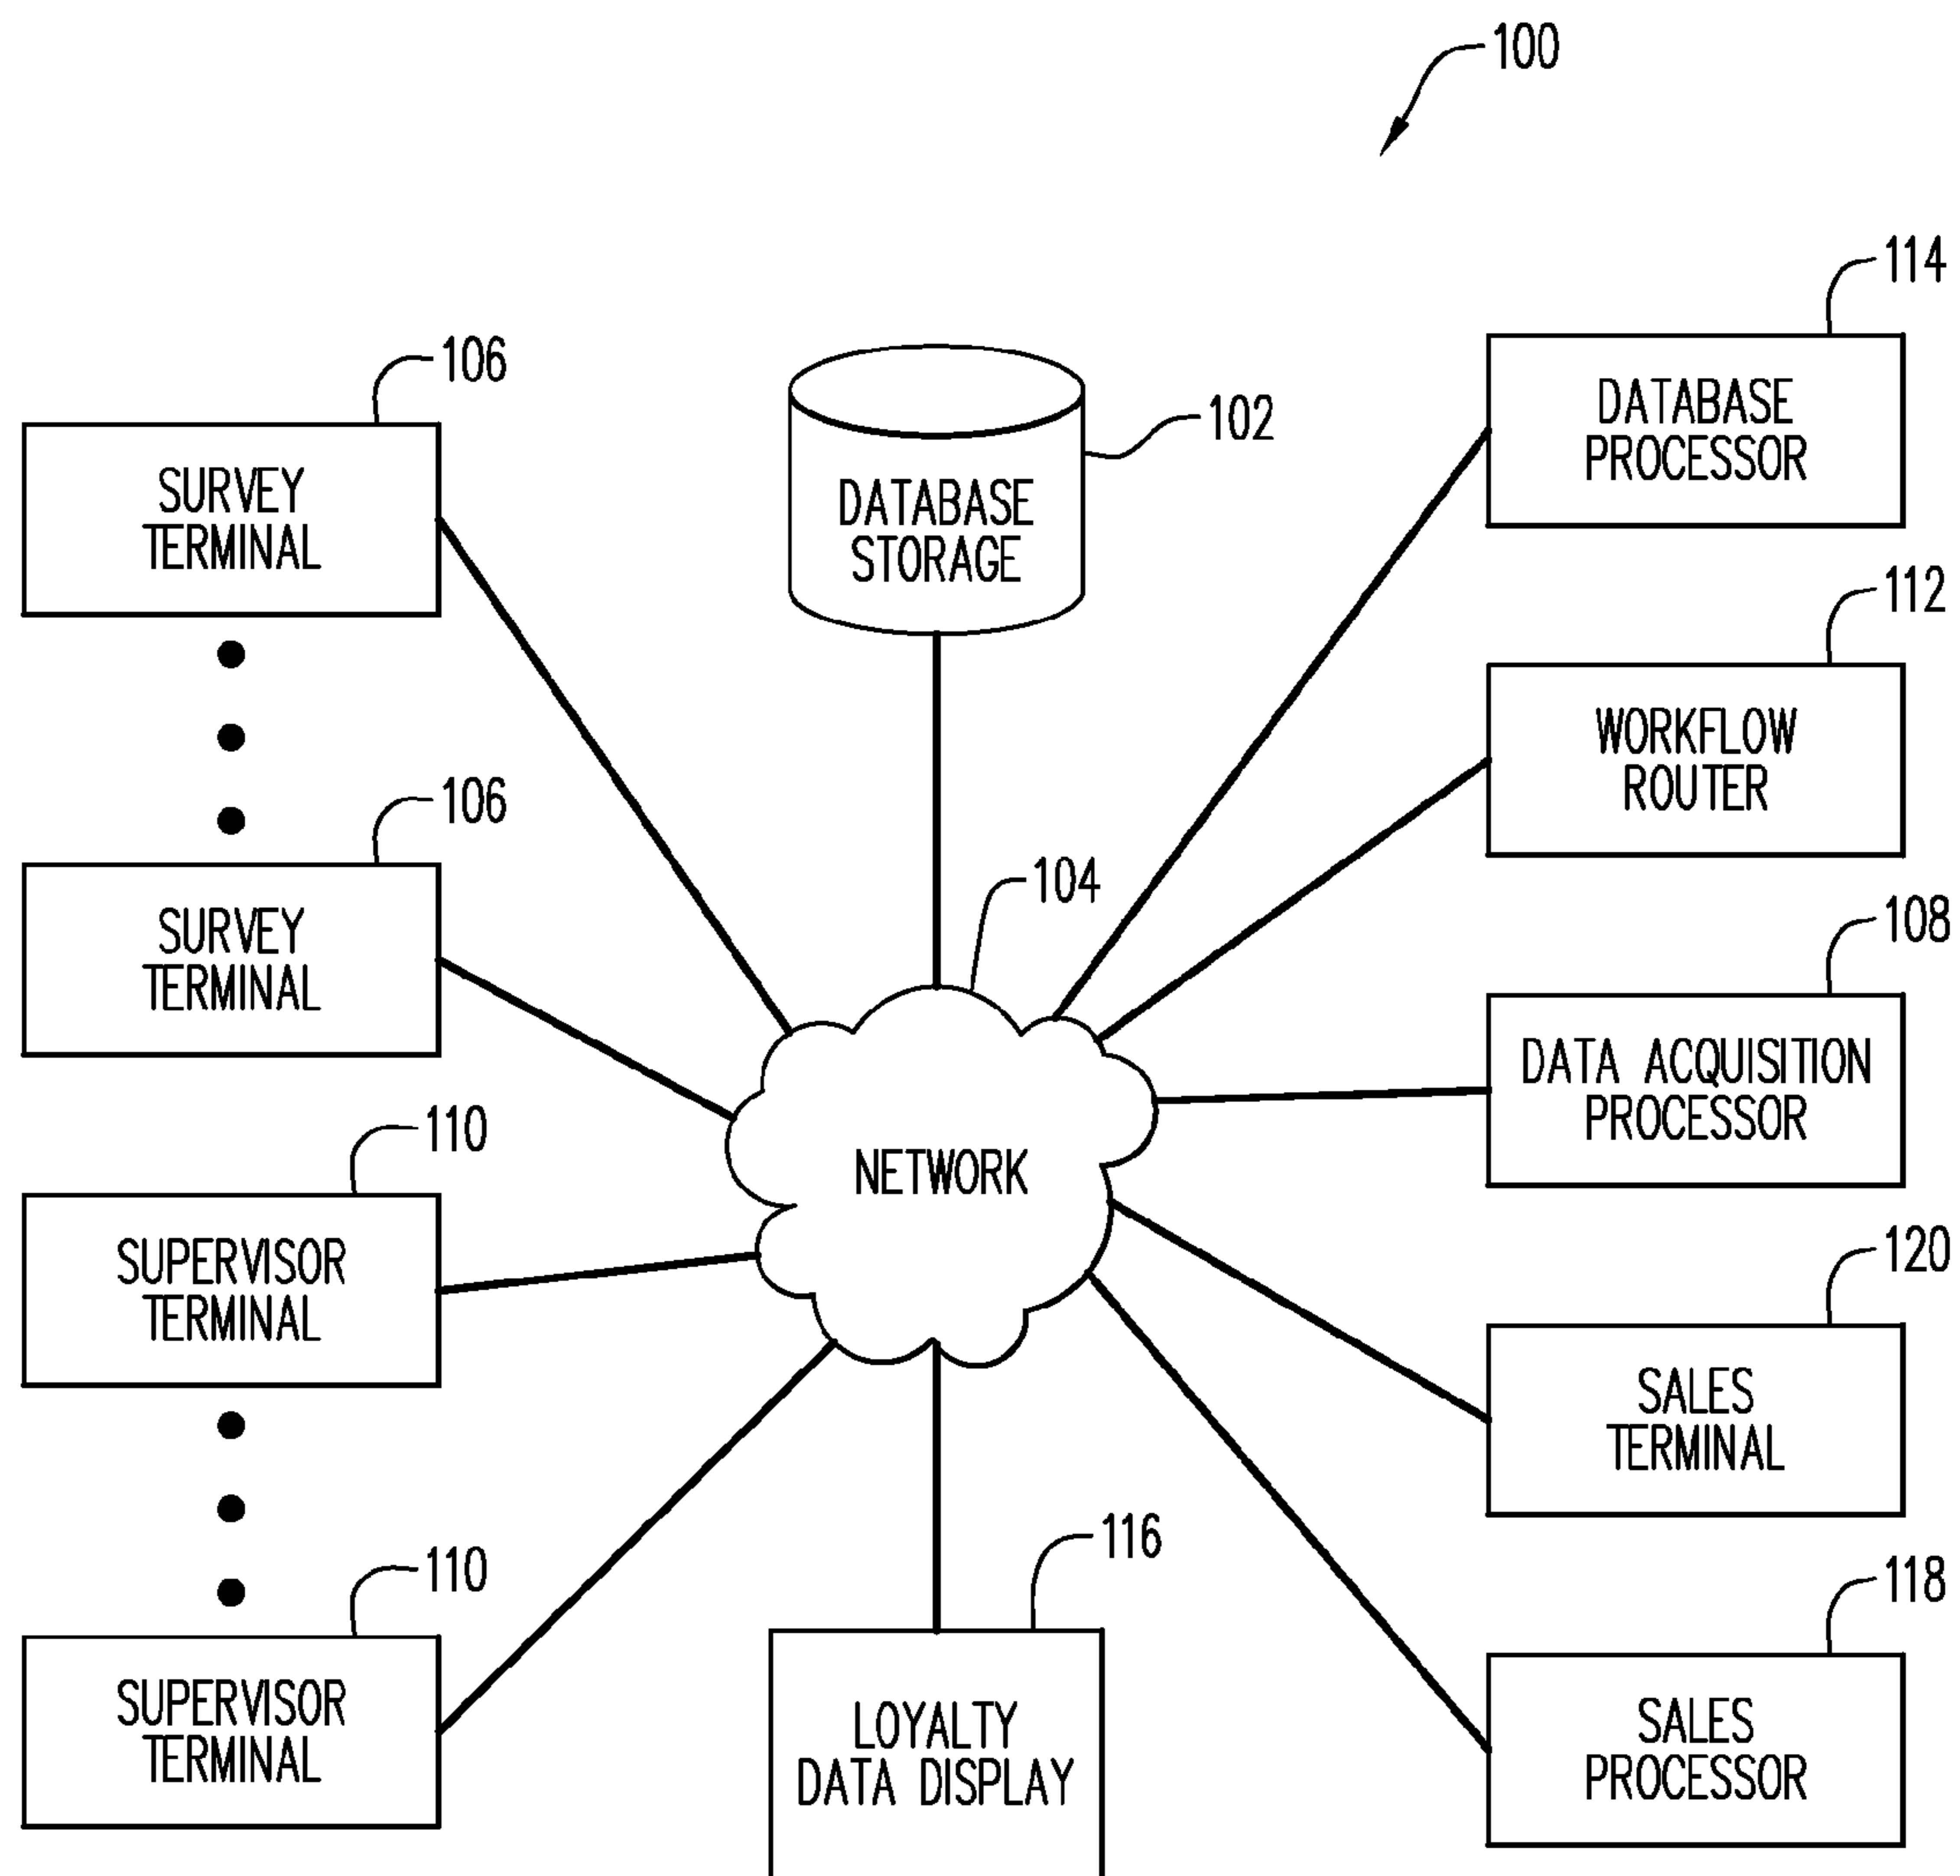 100
114
106
102
DATABASE
PROCESSOR
SURVEY
TERMINAL
DATABASE
STORAGE
112
WORKFLOW
ROUTER
106
104
SURVEY
TERMINAL
108
DATA ACQUISITION
PROCESSOR
110
NETWORK
SUPERVISOR
TERMINAL
120
SALES
TERMINAL
116
110
118
SUPERVISOR
TERMINAL
LOYALTY
DATA DISPLAY
SALES
PROCESSOR